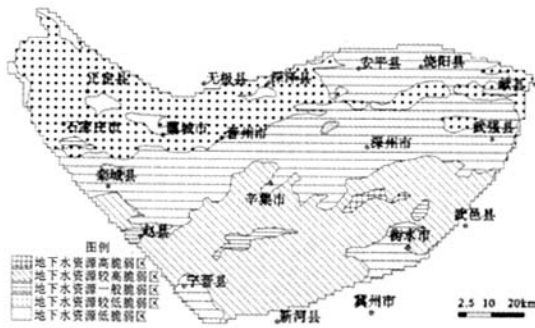 安平县
饶阳县
正定县
无极县
深泽县
献县
石家庄市
藁城市
晋州市
武强县
深州市
栾城县
辛集市
武邑县
赵县
衡水市
图例
地下水资源高脆弱区
地下水资源较高脆弱区
地下水资源一般脆弱区
地下水资源较低脆弱区
地下水资源低脆弱区
宁晋县
冀州市
新河县
2.5 10 20km